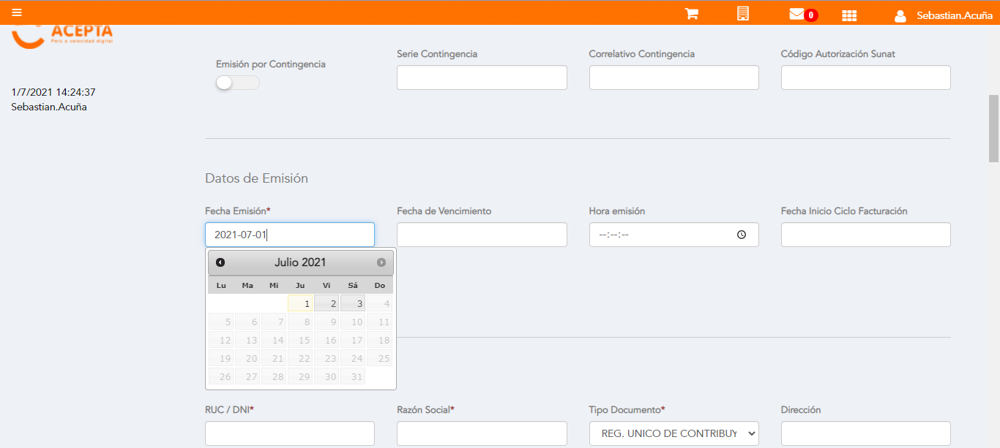 0
Sebastian.Acuña
ACEPTA
Perú a velocidad digital
1/7/2021 14:24:37
Sebastian.Acuña
Emisión por Contingencia
Serie Contingencia
Correlativo Contingencia
Código Autorización Sunat
Datos de Emisión
Fecha Emisión*
Fecha de Vencimiento
Hora emisión
Fecha Inicio Ciclo Facturación
2021-07-01
--:--:--
Julio 2021
Lu Ma Mi Ju Vi Sá Do
1 2 3 4
5 6 7 8 9 10 11
12 13 14 15 16 17 18
19 20 21 22 23 24 25
26 27 28 29 30 31
RUC / DNI*
Razón Social*
Tipo Documento*
Dirección
REG. UNICO DE CONTRIBUY